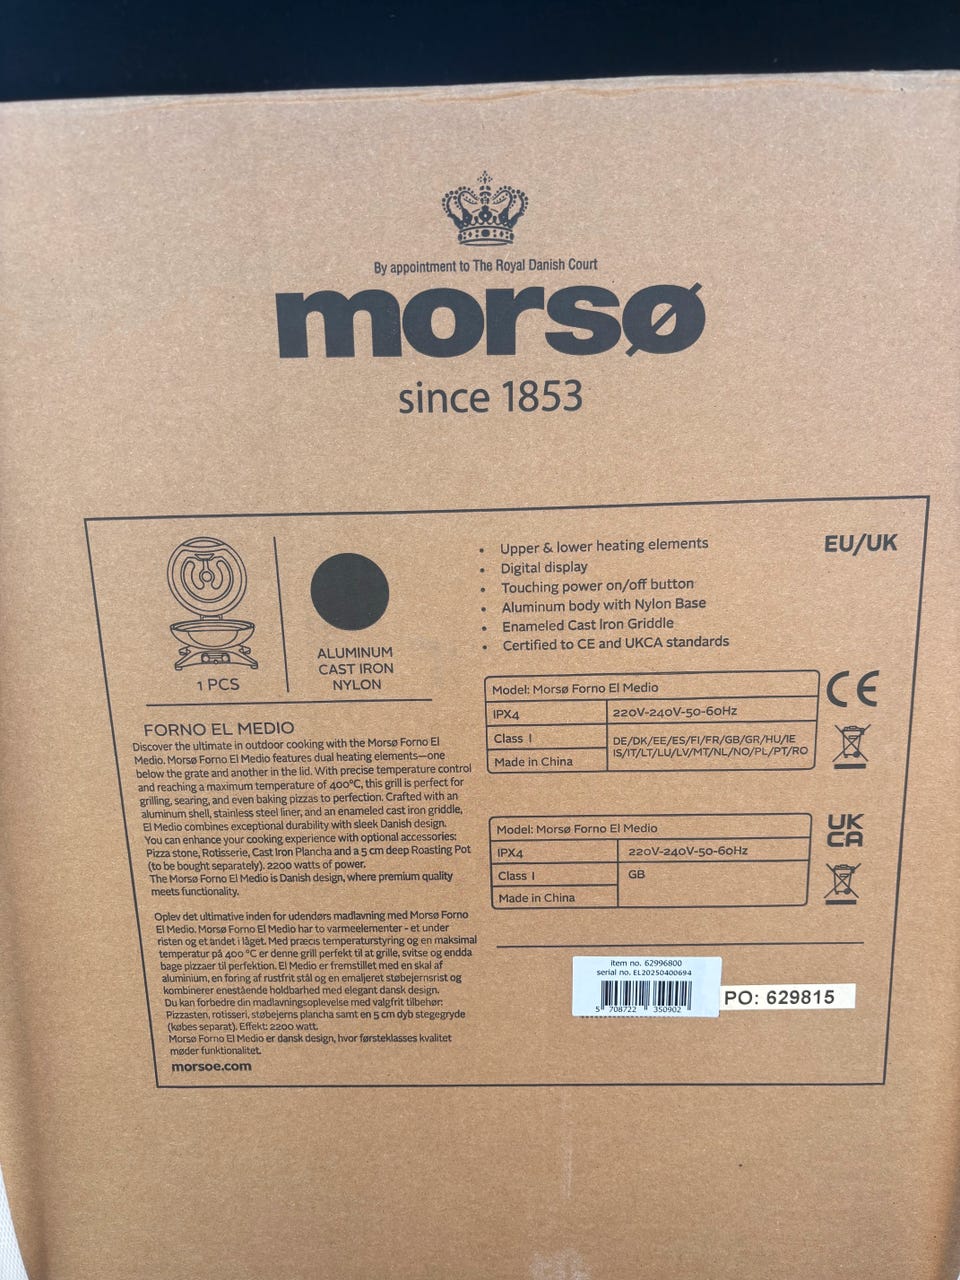 By appointment to The Royal Danish Court
morsø
since 1853
1 PCS
ALUMINUM
CAST IRON
NYLON
• Upper & lower heating elements
• Digital display
• Touching power on/off button
• Aluminum body with Nylon Base
• Enameled Cast Iron Griddle
• Certified to CE and UKCA standards
EU/UK
FORNO EL MEDIO
Discover the ultimate in outdoor cooking with the Morsø Forno El
Medio. Morsø Forno El Medio features dual heating elements—one
below the grate and another in the lid. With precise temperature control
and reaching a maximum temperature of 400°C, this grill is perfect for
grilling, searing, and even baking pizzas to perfection. Crafted with an
aluminum shell, stainless steel liner, and an enameled cast iron griddle,
El Medio combines exceptional durability with sleek Danish design.
You can enhance your cooking experience with optional accessories:
Pizza stone, Rotisserie, Cast Iron Plancha and a 5 cm deep Roasting Pot
(to be bought separately). 2200 watts of power.
The Morsø Forno El Medio is Danish design, where premium quality
meets functionality.
Oplev det ultimative inden for udendørs madlavning med Morsø Forno
El Medio. Morsø Forno El Medio har to varmeelementer - et under
risten og et andet i låget. Med præcis temperaturstyring og en maksimal
temperatur på 400 °C er denne grill perfekt til at grille, svitse og endda
bage pizzaer til perfektion. El Medio er fremstillet med en skal af
aluminium, en foring af rustfrit stål og en emaljeret støbejernsrist og
kombinerer enestående holdbarhed med elegant dansk design.
Du kan forbedre din madlavningsoplevelse med valgfrit tilbehør:
Pizzasten, rotisseri, støbejerns plancha samt en 5 cm dyb stegegryde
(købes separat). Effekt: 2200 watt.
Morsø Forno El Medio er dansk design, hvor førsteklasses kvalitet
møder funktionalitet.
morsoe.com
Model: Morsø Forno El Medio
IPX4 220V-240V-50-60Hz
Class I DE/DK/EE/ES/FI/FR/GB/GR/HU/IE
IS/IT/LT/LU/LV/MT/NL/NO/PL/PT/RO
Made in China
CE
Model: Morsø Forno El Medio
IPX4 220V-240V-50-60Hz
Class I GB
Made in China
UK
CA
item no. 62996800
serial no. EL20250400694
5 708722 350902
PO: 629815